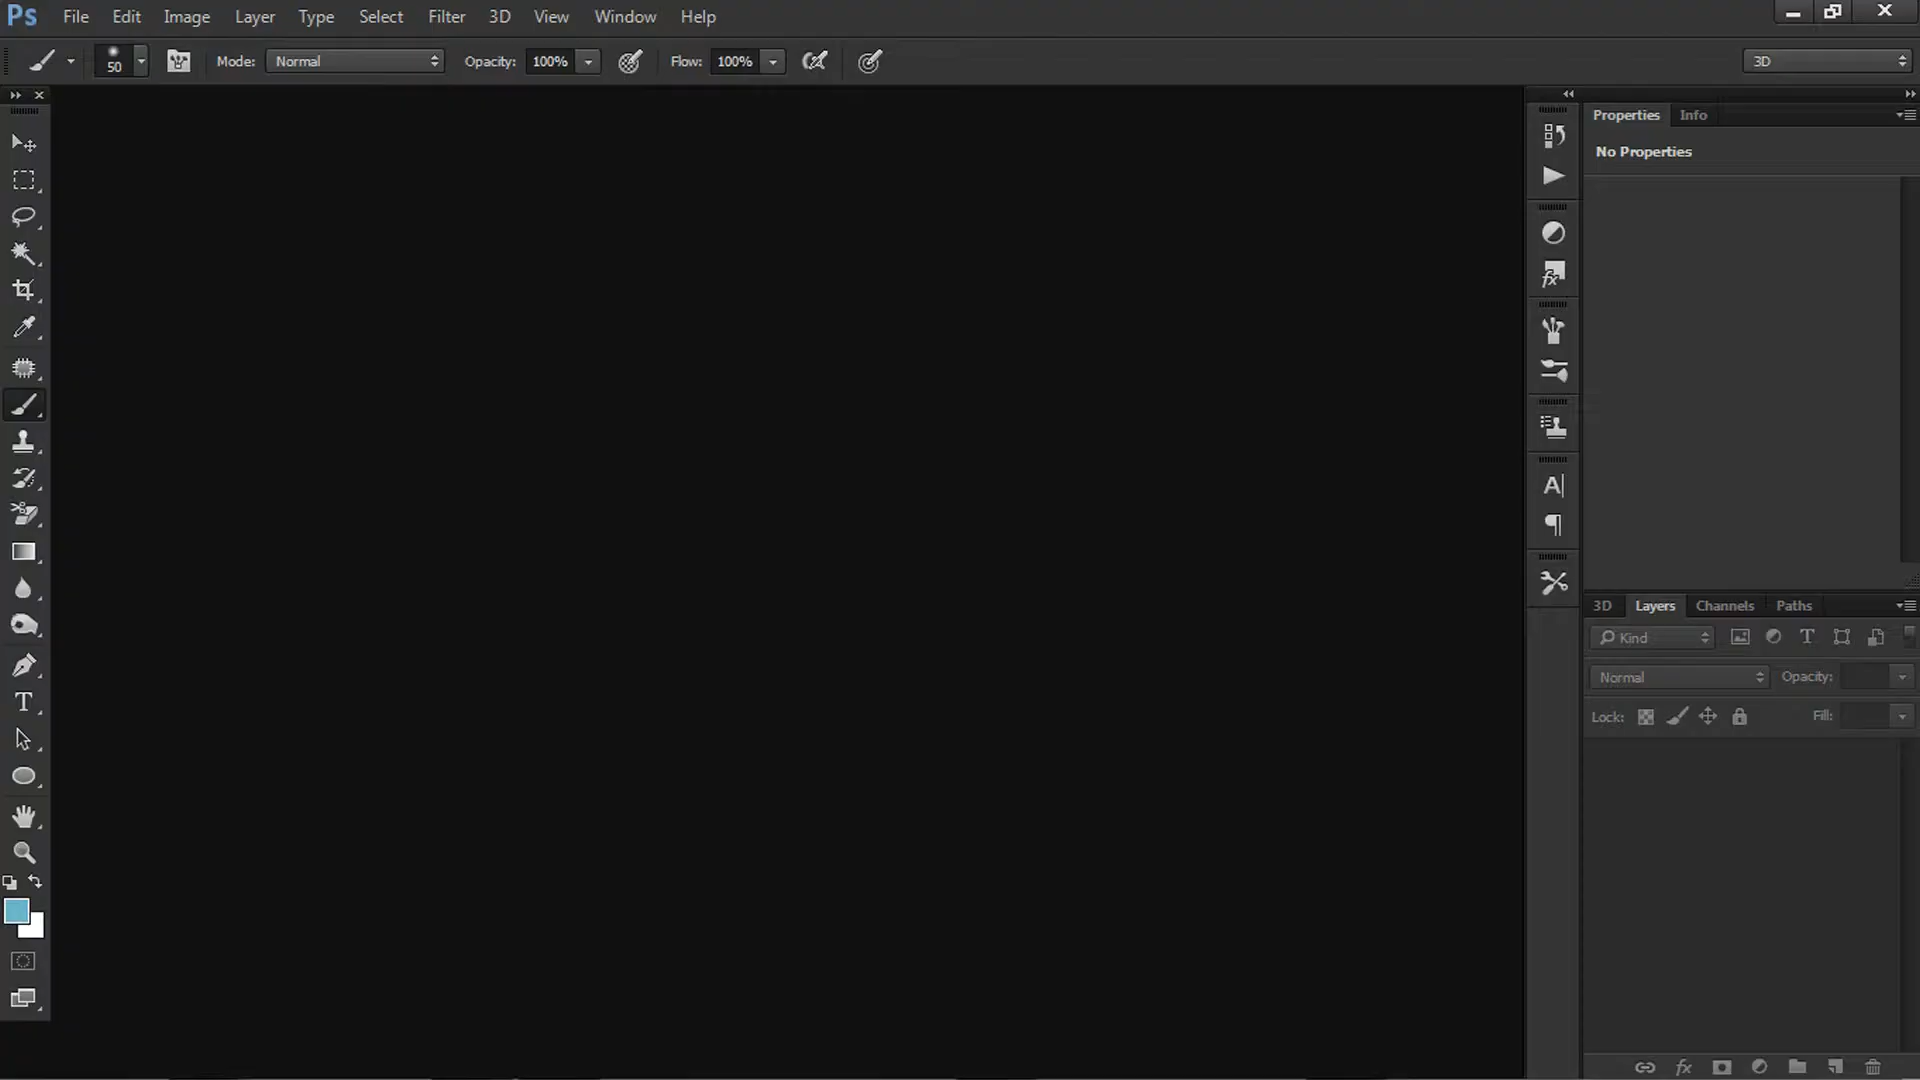 Ps File Edit Image Layer Type Select Filter 3D View Window Help
50 Mode: Normal Opacity: 100% Flow: 100% 3D
Properties Info
No Properties
3D Layers Channels Paths
Kind
Normal Opacity:
Lock: Fill: